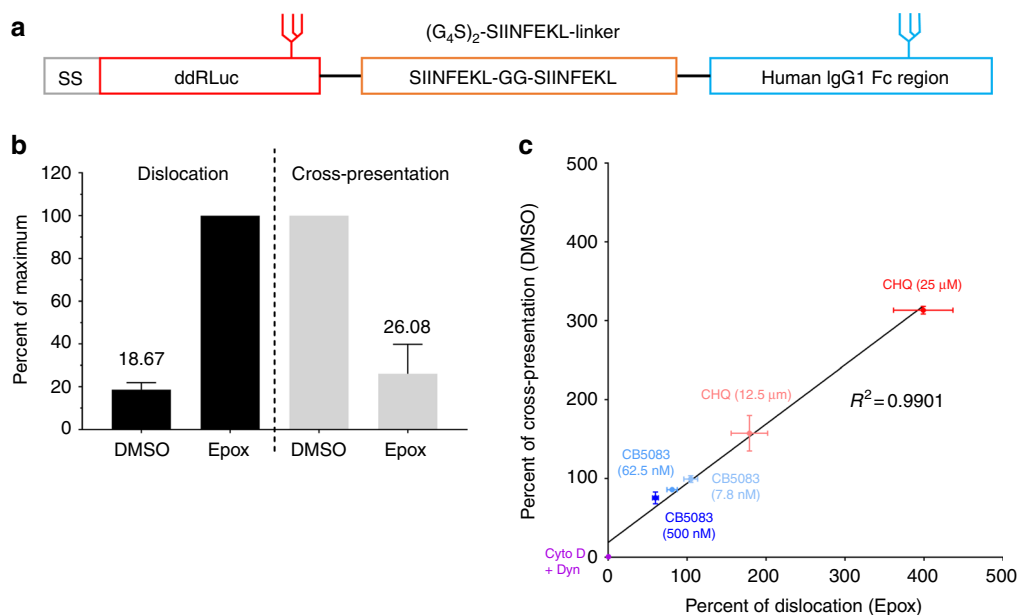 a
(G4S)2-SIINFEKL-linker
SS
ddRLuc
SIINFEKL-GG-SIINFEKL
Human IgG1 Fc region
b
Percent of maximum
120
100
80
60
40
20
0
Dislocation
Cross-presentation
18.67
26.08
DMSO
Epox
DMSO
Epox
c
Percent of cross-presentation (DMSO)
500
400
300
200
100
0
CHQ (25 μM)
CHQ (12.5 μm)
R² = 0.9901
CB5083
(62.5 nM)
CB5083
(7.8 nM)
CB5083
(500 nM)
Cyto D
+ Dyn
0
100
200
300
400
500
Percent of dislocation (Epox)